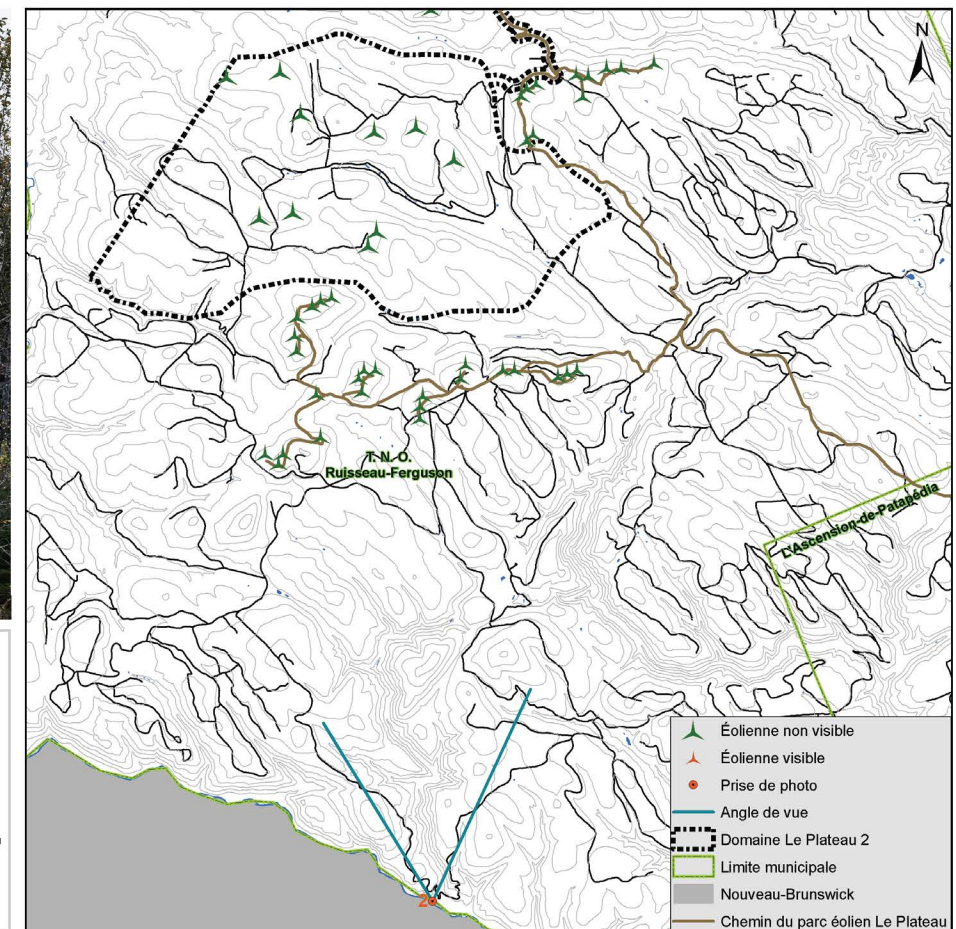 N
T. N. O.
Ruisseau-Ferguson
L'Ascension-de-Patapédia
2
Éolienne non visible
Éolienne visible
Prise de photo
Angle de vue
Domaine Le Plateau 2
Limite municipale
Nouveau-Brunswick
Chemin du parc éolien Le Plateau